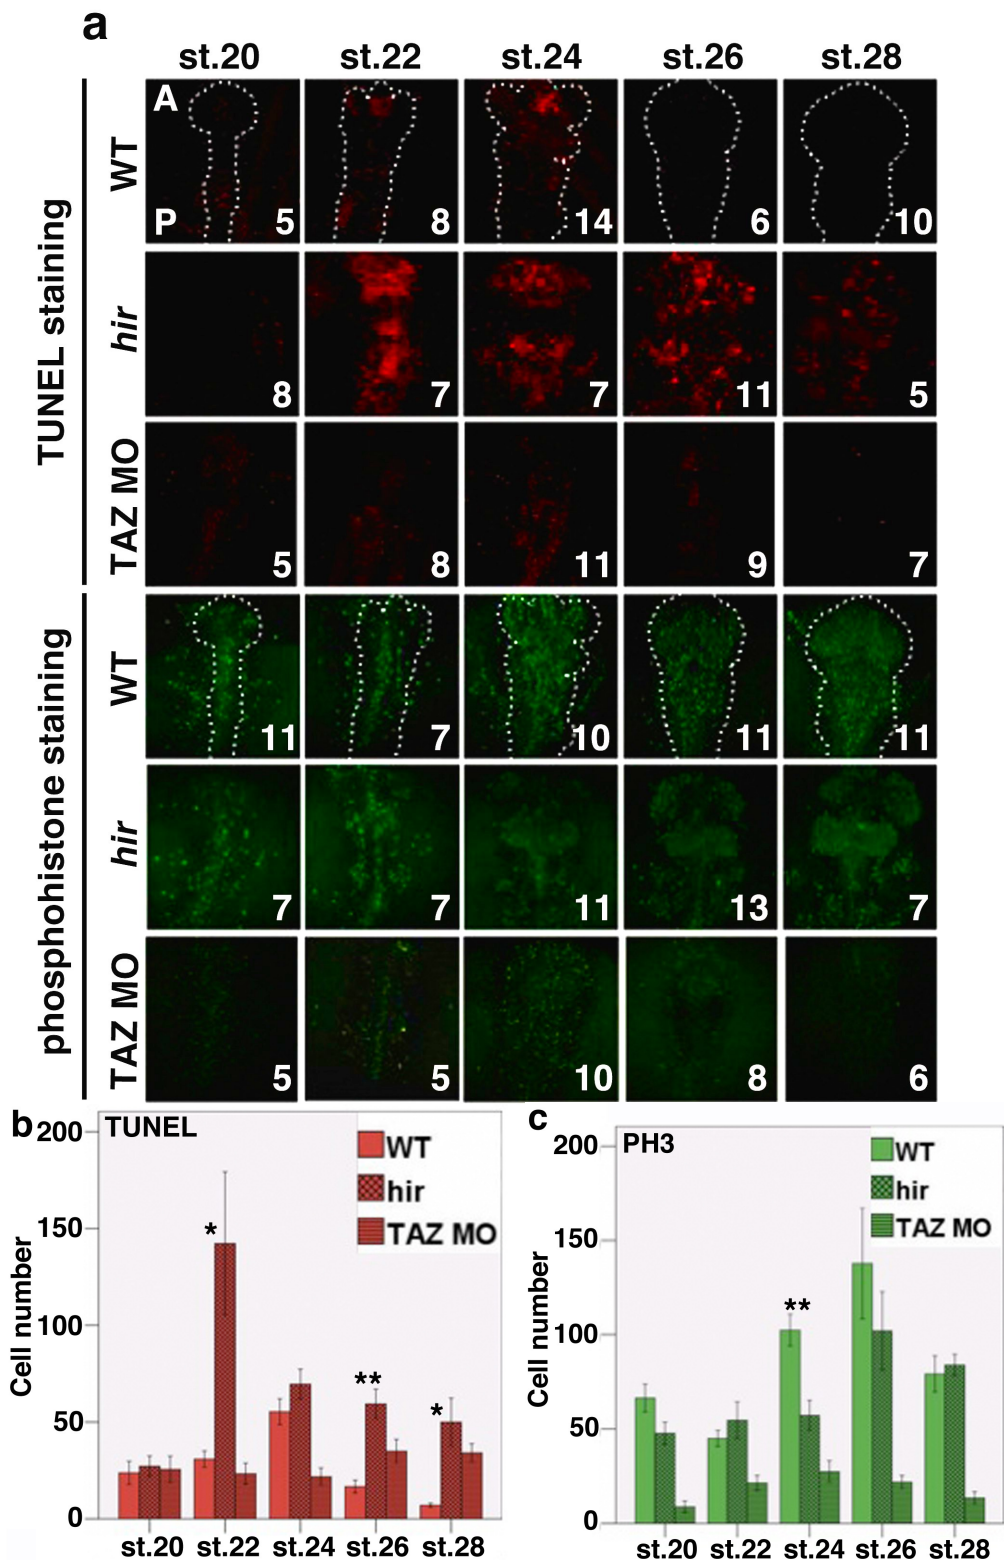 a
st.20 st.22 st.24 st.26 st.28
TUNEL staining
WT
A
P
5 8 14 6 10
hir
8 7 7 11 5
TAZ MO
5 8 11 9 7
phosphohistone staining
WT
11 7 10 11 11
hir
7 7 11 13 7
TAZ MO
5 5 10 8 6
b
TUNEL
WT
hir
TAZ MO
Cell number
200
150
100
50
0
*
**
*
st.20 st.22 st.24 st.26 st.28
c
PH3
WT
hir
TAZ MO
Cell number
200
150
100
50
0
**
st.20 st.22 st.24 st.26 st.28